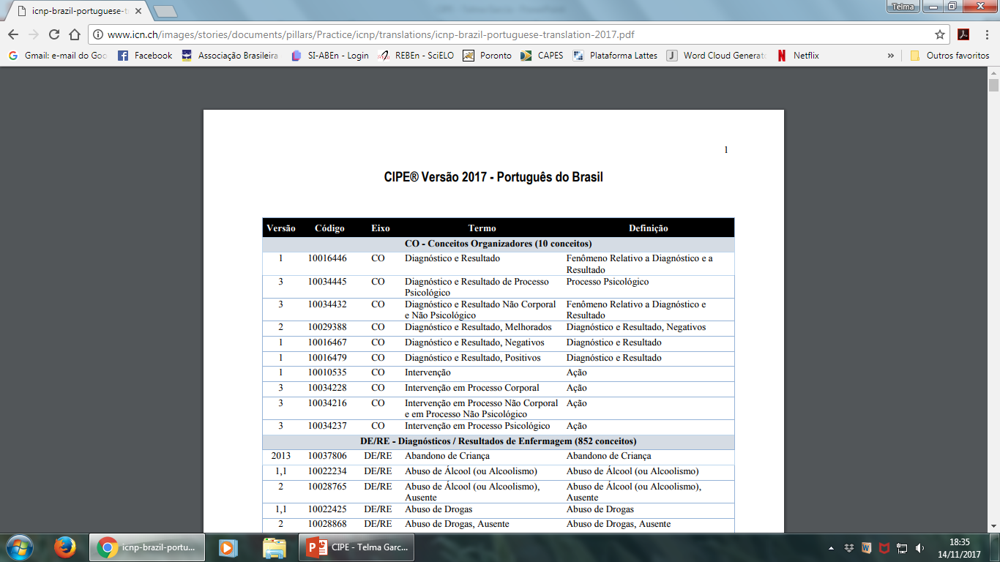 icnp-brazil-portuguese-t
Telma
www.icn.ch/images/stories/documents/pillars/Practice/icnp/translations/icnp-brazil-portuguese-translation-2017.pdf
Gmail: e-mail do Goo Facebook Associação Brasileira SI-ABEn - Login REBEn - SciELO Poronto CAPES Plataforma Lattes Word Cloud Generato Netflix » Outros favoritos
1
CIPE® Versão 2017 - Português do Brasil
Versão Código Eixo Termo Definição
CO - Conceitos Organizadores (10 conceitos)
1 10016446 CO Diagnóstico e Resultado Fenômeno Relativo a Diagnóstico e a
Resultado
3 10034445 CO Diagnóstico e Resultado de Processo Processo Psicológico
Psicológico
3 10034432 CO Diagnóstico e Resultado Não Corporal Fenômeno Relativo a Diagnóstico e
e Não Psicológico Resultado
2 10029388 CO Diagnóstico e Resultado, Melhorados Diagnóstico e Resultado, Negativos
1 10016467 CO Diagnóstico e Resultado, Negativos Diagnóstico e Resultado
1 10016479 CO Diagnóstico e Resultado, Positivos Diagnóstico e Resultado
1 10010535 CO Intervenção Ação
3 10034228 CO Intervenção em Processo Corporal Ação
3 10034216 CO Intervenção em Processo Não Corporal Ação
e em Processo Não Psicológico
3 10034237 CO Intervenção em Processo Psicológico Ação
DE/RE - Diagnósticos / Resultados de Enfermagem (852 conceitos)
2013 10037806 DE/RE Abandono de Criança Abandono de Criança
1,1 10022234 DE/RE Abuso de Álcool (ou Alcoolismo) Abuso de Álcool (ou Alcoolismo)
2 10028765 DE/RE Abuso de Álcool (ou Alcoolismo), Abuso de Álcool (ou Alcoolismo),
Ausente Ausente
1,1 10022425 DE/RE Abuso de Drogas Abuso de Drogas
2 10028868 DE/RE Abuso de Drogas, Ausente Abuso de Drogas, Ausente
icnp-brazil-portu... CIPE - Telma Garc... 18:35
14/11/2017